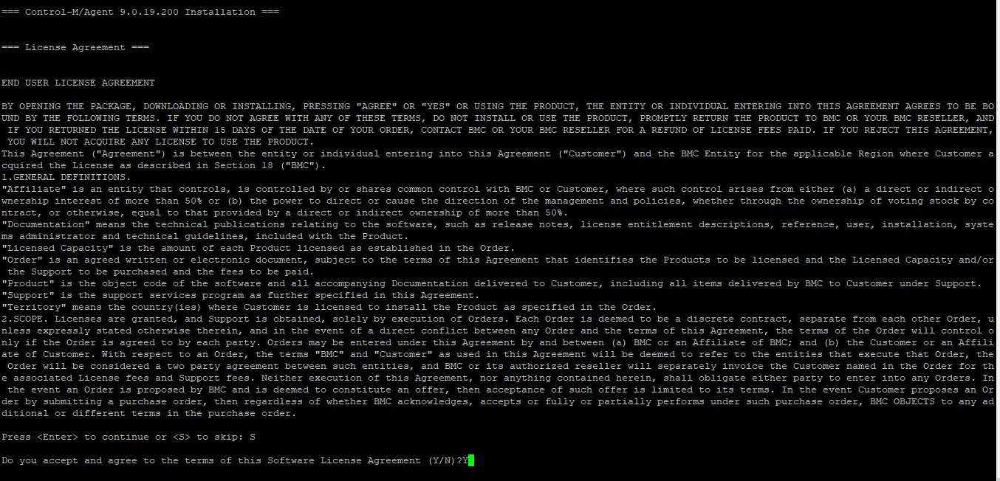 === Control-M/Agent 9.0.19.200 Installation ===
=== License Agreement ===
END USER LICENSE AGREEMENT
BY OPENING THE PACKAGE, DOWNLOADING OR INSTALLING, PRESSING "AGREE" OR "YES" OR USING THE PRODUCT, THE ENTITY OR INDIVIDUAL ENTERING INTO THIS AGREEMENT AGREES TO BE BO
UND BY THE FOLLOWING TERMS. IF YOU DO NOT AGREE WITH ANY OF THESE TERMS, DO NOT INSTALL OR USE THE PRODUCT, PROMPTLY RETURN THE PRODUCT TO BMC OR YOUR BMC RESELLER, AND
 IF YOU RETURNED THE LICENSE WITHIN 15 DAYS OF THE DATE OF YOUR ORDER, CONTACT BMC OR YOUR BMC RESELLER FOR A REFUND OF LICENSE FEES PAID. IF YOU REJECT THIS AGREEMENT,
 YOU WILL NOT ACQUIRE ANY LICENSE TO USE THE PRODUCT.
This Agreement ("Agreement") is between the entity or individual entering into this Agreement ("Customer") and the BMC Entity for the applicable Region where Customer a
cquired the License as described in Section 18 ("BMC").
1.GENERAL DEFINITIONS.
"Affiliate" is an entity that controls, is controlled by or shares common control with BMC or Customer, where such control arises from either (a) a direct or indirect o
wnership interest of more than 50% or (b) the power to direct or cause the direction of the management and policies, whether through the ownership of voting stock by co
ntract, or otherwise, equal to that provided by a direct or indirect ownership of more than 50%.
"Documentation" means the technical publications relating to the software, such as release notes, license entitlement descriptions, reference, user, installation, syste
ms administrator and technical guidelines, included with the Product.
"Licensed Capacity" is the amount of each Product licensed as established in the Order.
"Order" is an agreed written or electronic document, subject to the terms of this Agreement that identifies the Products to be licensed and the Licensed Capacity and/or
 the Support to be purchased and the fees to be paid.
"Product" is the object code of the software and all accompanying Documentation delivered to Customer, including all items delivered by BMC to Customer under Support.
"Support" is the support services program as further specified in this Agreement.
"Territory" means the country(ies) where Customer is licensed to install the Product as specified in the Order.
2.SCOPE. Licenses are granted, and Support is obtained, solely by execution of Orders. Each Order is deemed to be a discrete contract, separate from each other Order, u
nless expressly stated otherwise therein, and in the event of a direct conflict between any Order and the terms of this Agreement, the terms of the Order will control o
nly if the Order is agreed to by each party. Orders may be entered under this Agreement by and between (a) BMC or an Affiliate of BMC; and (b) the Customer or an Affili
ate of Customer. With respect to an Order, the terms "BMC" and "Customer" as used in this Agreement will be deemed to refer to the entities that execute that Order, the
 Order will be considered a two party agreement between such entities, and BMC or its authorized reseller will separately invoice the Customer named in the Order for th
e associated License fees and Support fees. Neither execution of this Agreement, nor anything contained herein, shall obligate either party to enter into any Orders. In
 the event an Order is proposed by BMC and is deemed to constitute an offer, then acceptance of such offer is limited to its terms. In the event Customer proposes an Or
der by submitting a purchase order, then regardless of whether BMC acknowledges, accepts or fully or partially performs under such purchase order, BMC OBJECTS to any ad
ditional or different terms in the purchase order.
Press <Enter> to continue or <S> to skip: S
Do you accept and agree to the terms of this Software License Agreement (Y/N)?Y